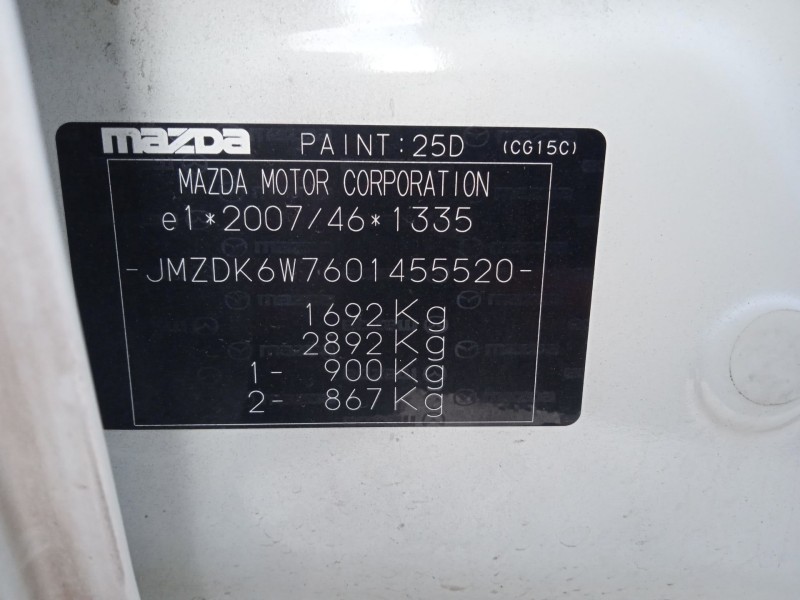 mazDa PAINT:25D (CG15C)
MAZDA MOTOR CORPORATION
e1*2007/46*1335
-JMZDK6W7601455520-
1692Kg
2892Kg
1- 900Kg
2- 867Kg